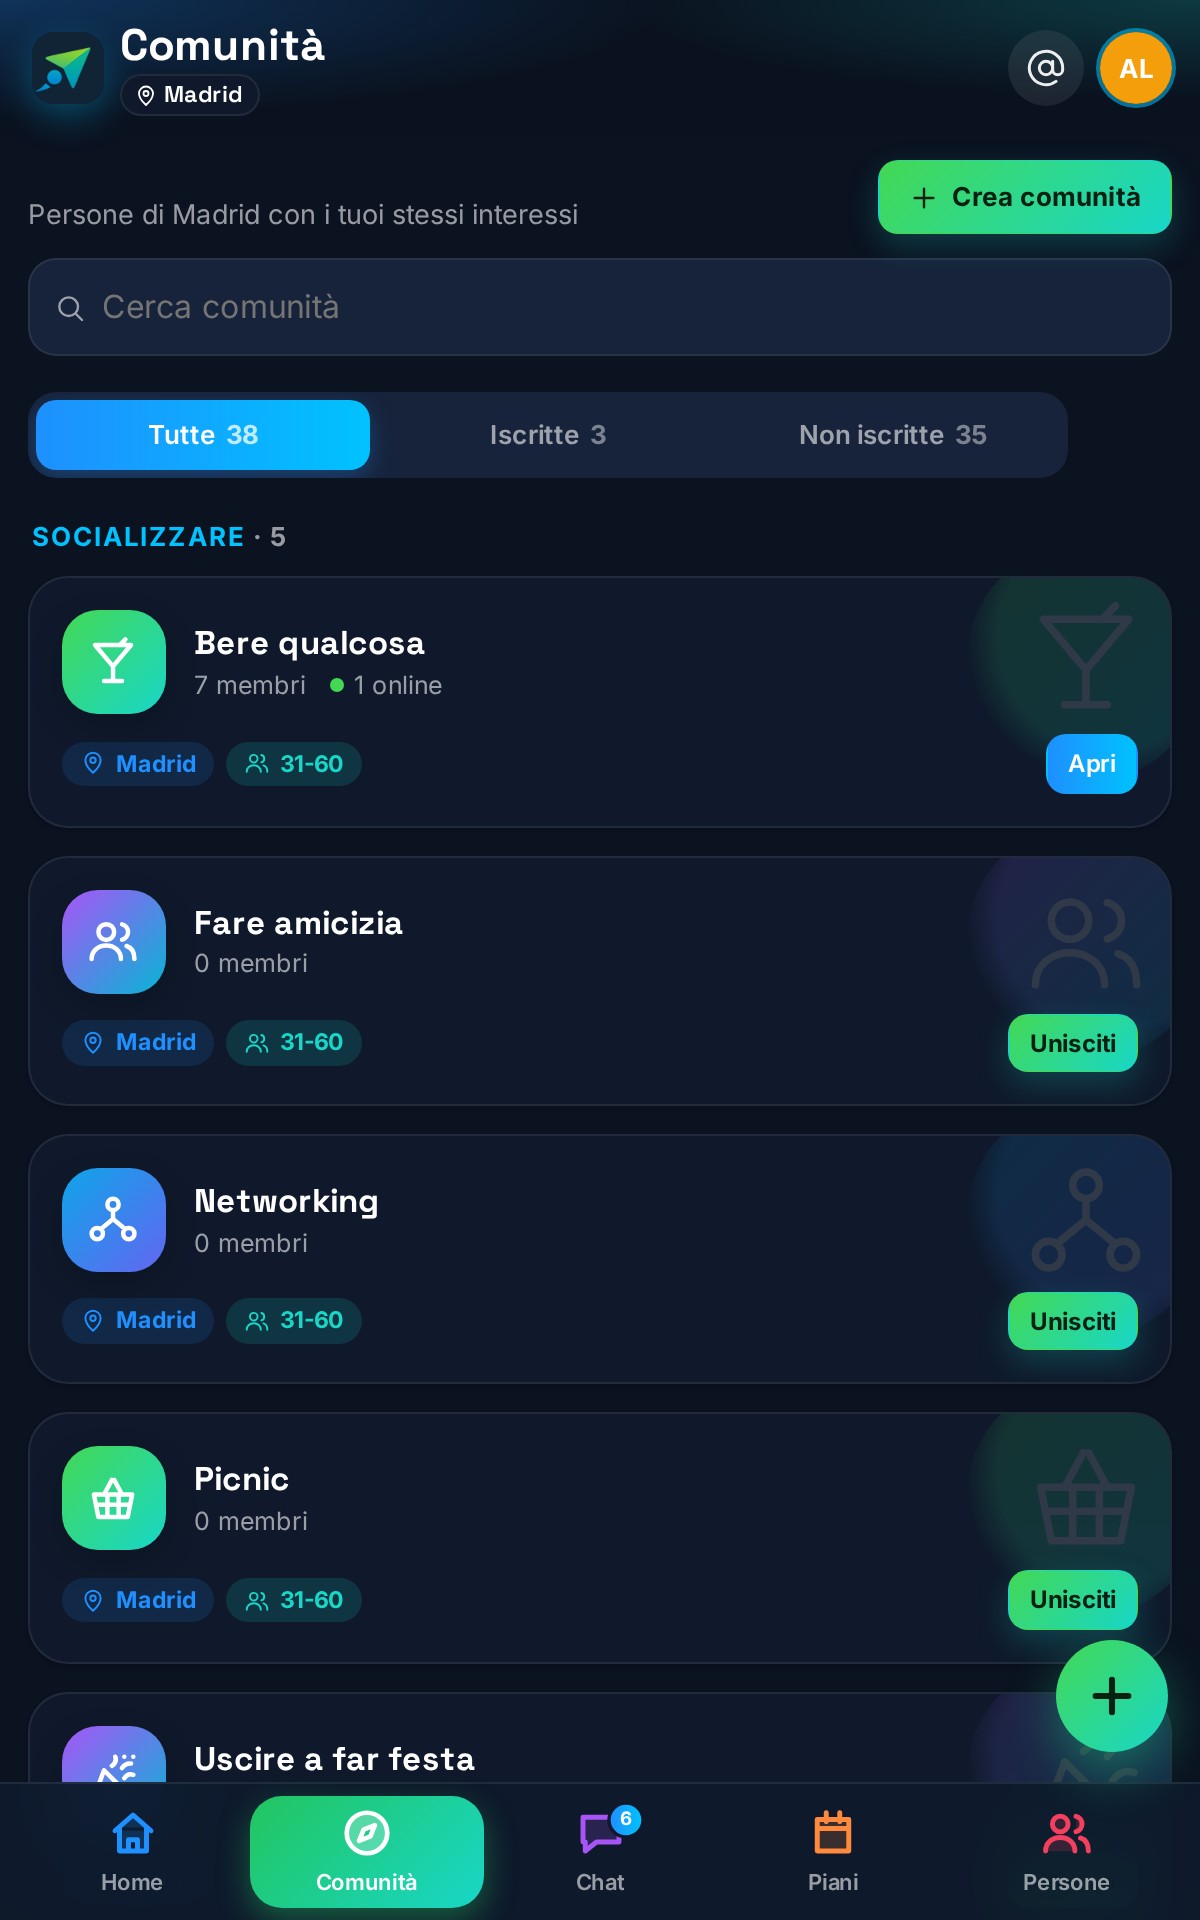 Comunità
Madrid
AL
Persone di Madrid con i tuoi stessi interessi
Crea comunità
Cerca comunità
Tutte 38
Iscritte 3
Non iscritte 35
SOCIALIZZARE · 5
Bere qualcosa
7 membri
1 online
Madrid
31-60
Apri
Fare amicizia
0 membri
Madrid
31-60
Unisciti
Networking
0 membri
Madrid
31-60
Unisciti
Picnic
0 membri
Madrid
31-60
Unisciti
Uscire a far festa
Home
Comunità
6
Chat
Piani
Persone